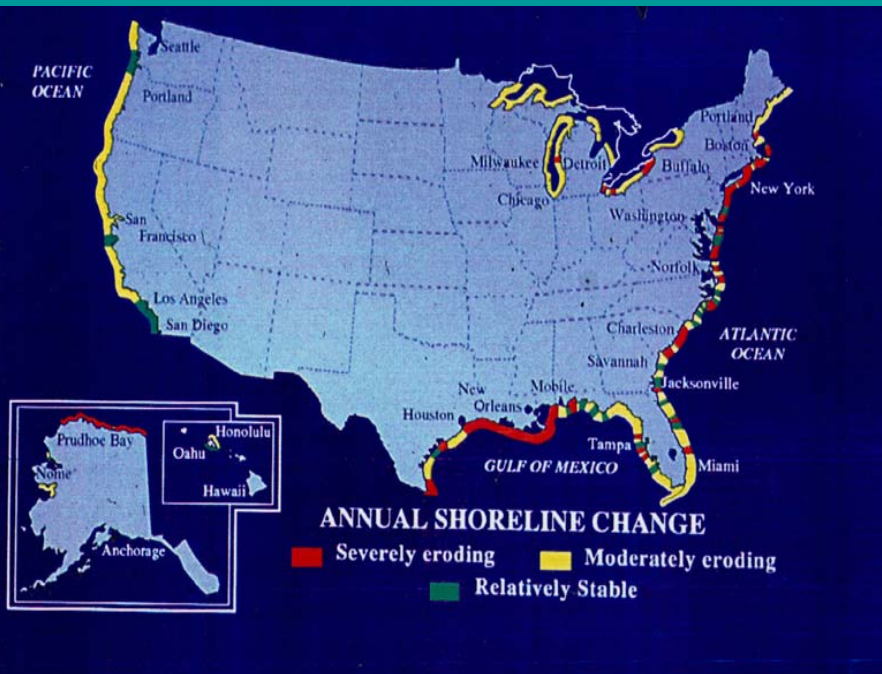 Seattle
PACIFIC
OCEAN
Portland
Portland
Boston
Milwaukee
Detroit
Buffalo
Chicago
New York
Washington
San
Francisco
Norfolk
Los Angeles
San Diego
Charleston
ATLANTIC
OCEAN
Savannah
Jacksonville
New
Orleans
Mobile
Houston
Tampa
GULF OF MEXICO
Miami
Prudhoe Bay
Nome
Anchorage
Honolulu
Oahu
Hawaii
ANNUAL SHORELINE CHANGE
Severely eroding
Moderately eroding
Relatively Stable